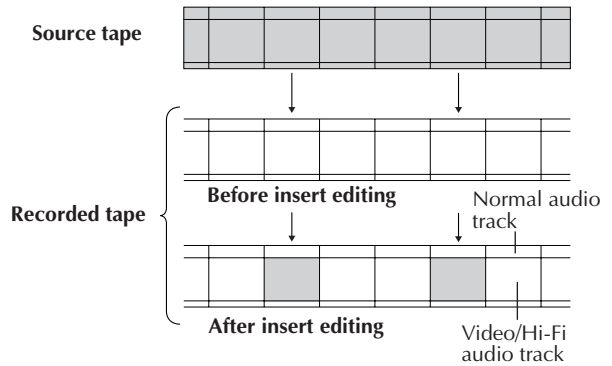 Source tape
Before insert editing
Recorded tape
Normal audio
track
After insert editing
Video/Hi-Fi
audio track